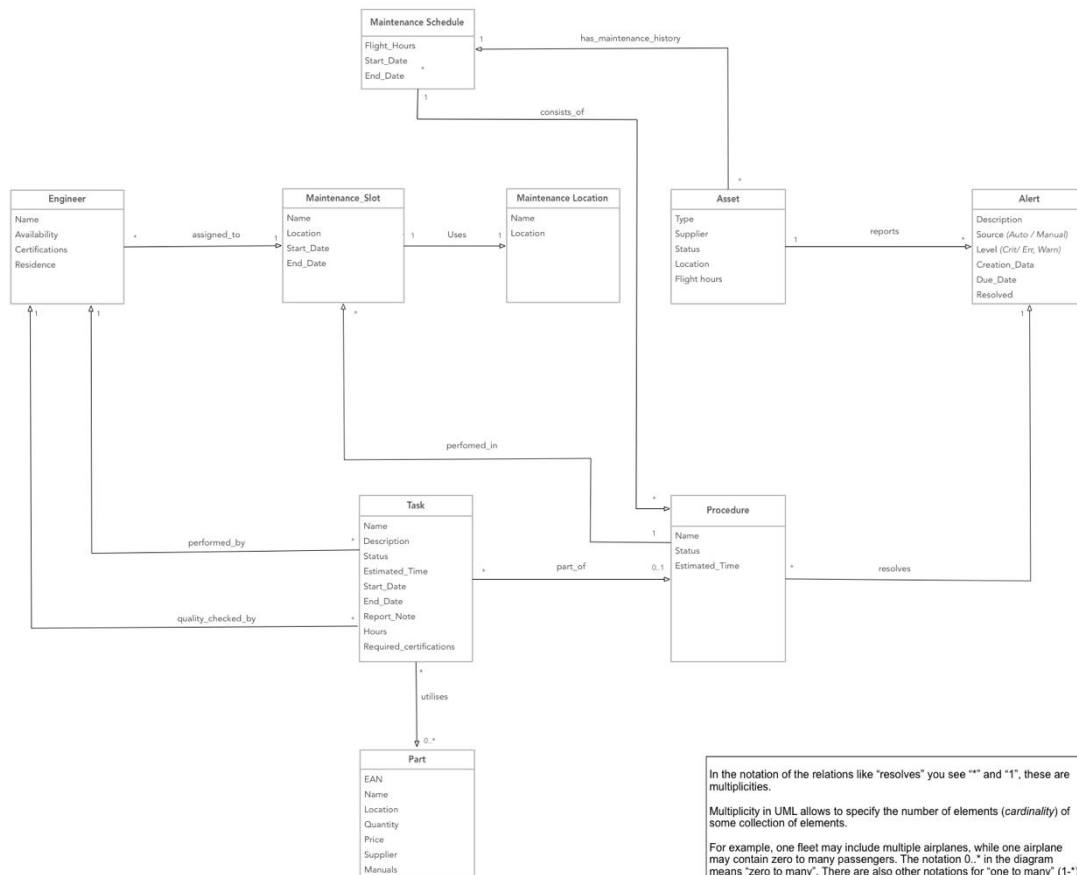 Maintenance Schedule
Flight_Hours
Start_Date
*
End_Date
1
has_maintenance_history
1
consists_of
*
Engineer
Name
Availability
Certifications
Residence
*
assigned_to
1
Maintenance_Slot
Name
Location
Start_Date
End_Date
1
Uses
1
Maintenance Location
Name
Location
Asset
Type
Supplier
Status
Location
Flight hours
1
reports
*
Alert
Description
Source (Auto / Manual)
Level (Crit/ Err, Warn)
Creation_Data
Due_Date
Resolved
1
1
*
1
perfomed_in
*
1
Task
Name
Description
Status
Estimated_Time
Start_Date
End_Date
Report_Note
Hours
Required_certifications
performed_by
*
quality_checked_by
*
*
part_of
0..1
Procedure
Name
Status
Estimated_Time
*
resolves
*
utilises
0..*
Part
EAN
Name
Location
Quantity
Price
Supplier
Manuals
In the notation of the relations like “resolves” you see “*” and “1”, these are
multiplicities.
Multiplicity in UML allows to specify the number of elements (cardinality) of
some collection of elements.
For example, one fleet may include multiple airplanes, while one airplane
may contain zero to many passengers. The notation 0..* in the diagram
means “zero to many”. There are also other notations for “one to many” (1-*)